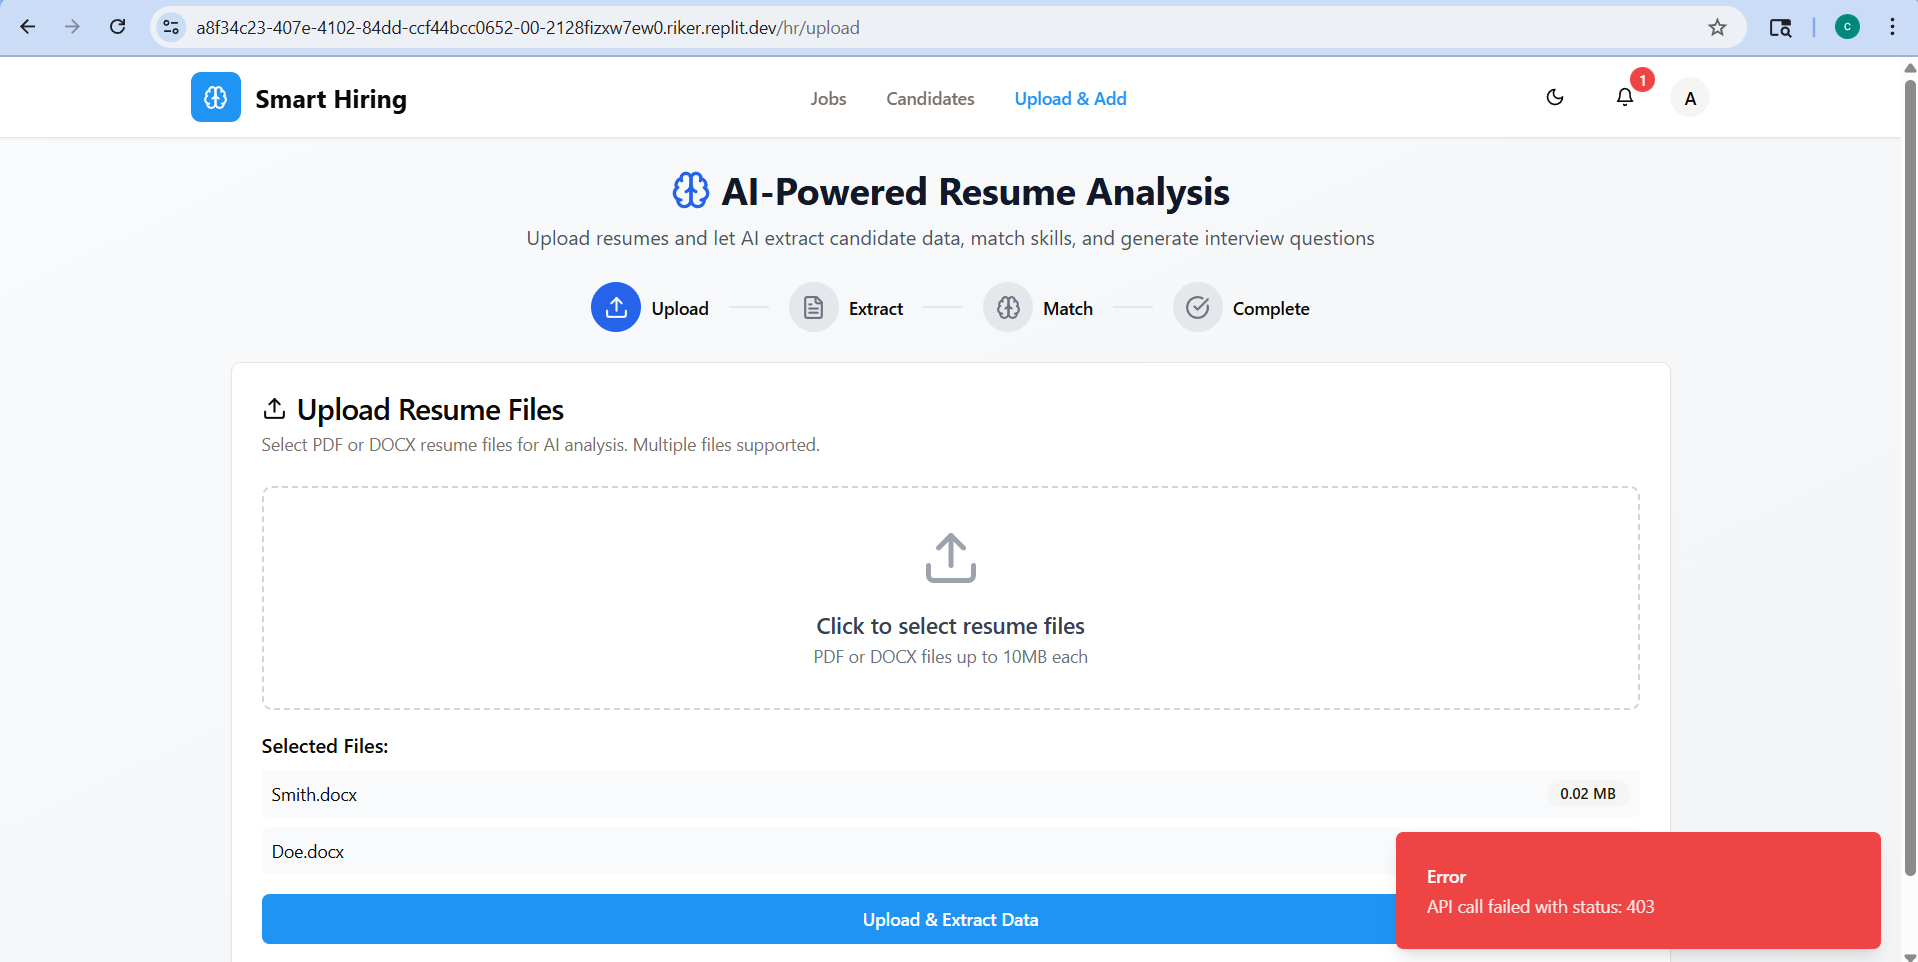 a8f34c23-407e-4102-84dd-ccf44bcc0652-00-2128fizxw7ew0.riker.replit.dev/hr/upload
C
Smart Hiring
Jobs
Candidates
Upload & Add
1
A
AI-Powered Resume Analysis
Upload resumes and let AI extract candidate data, match skills, and generate interview questions
Upload
Extract
Match
Complete
Upload Resume Files
Select PDF or DOCX resume files for AI analysis. Multiple files supported.
Click to select resume files
PDF or DOCX files up to 10MB each
Selected Files:
Smith.docx
0.02 MB
Doe.docx
Upload & Extract Data
Error
API call failed with status: 403